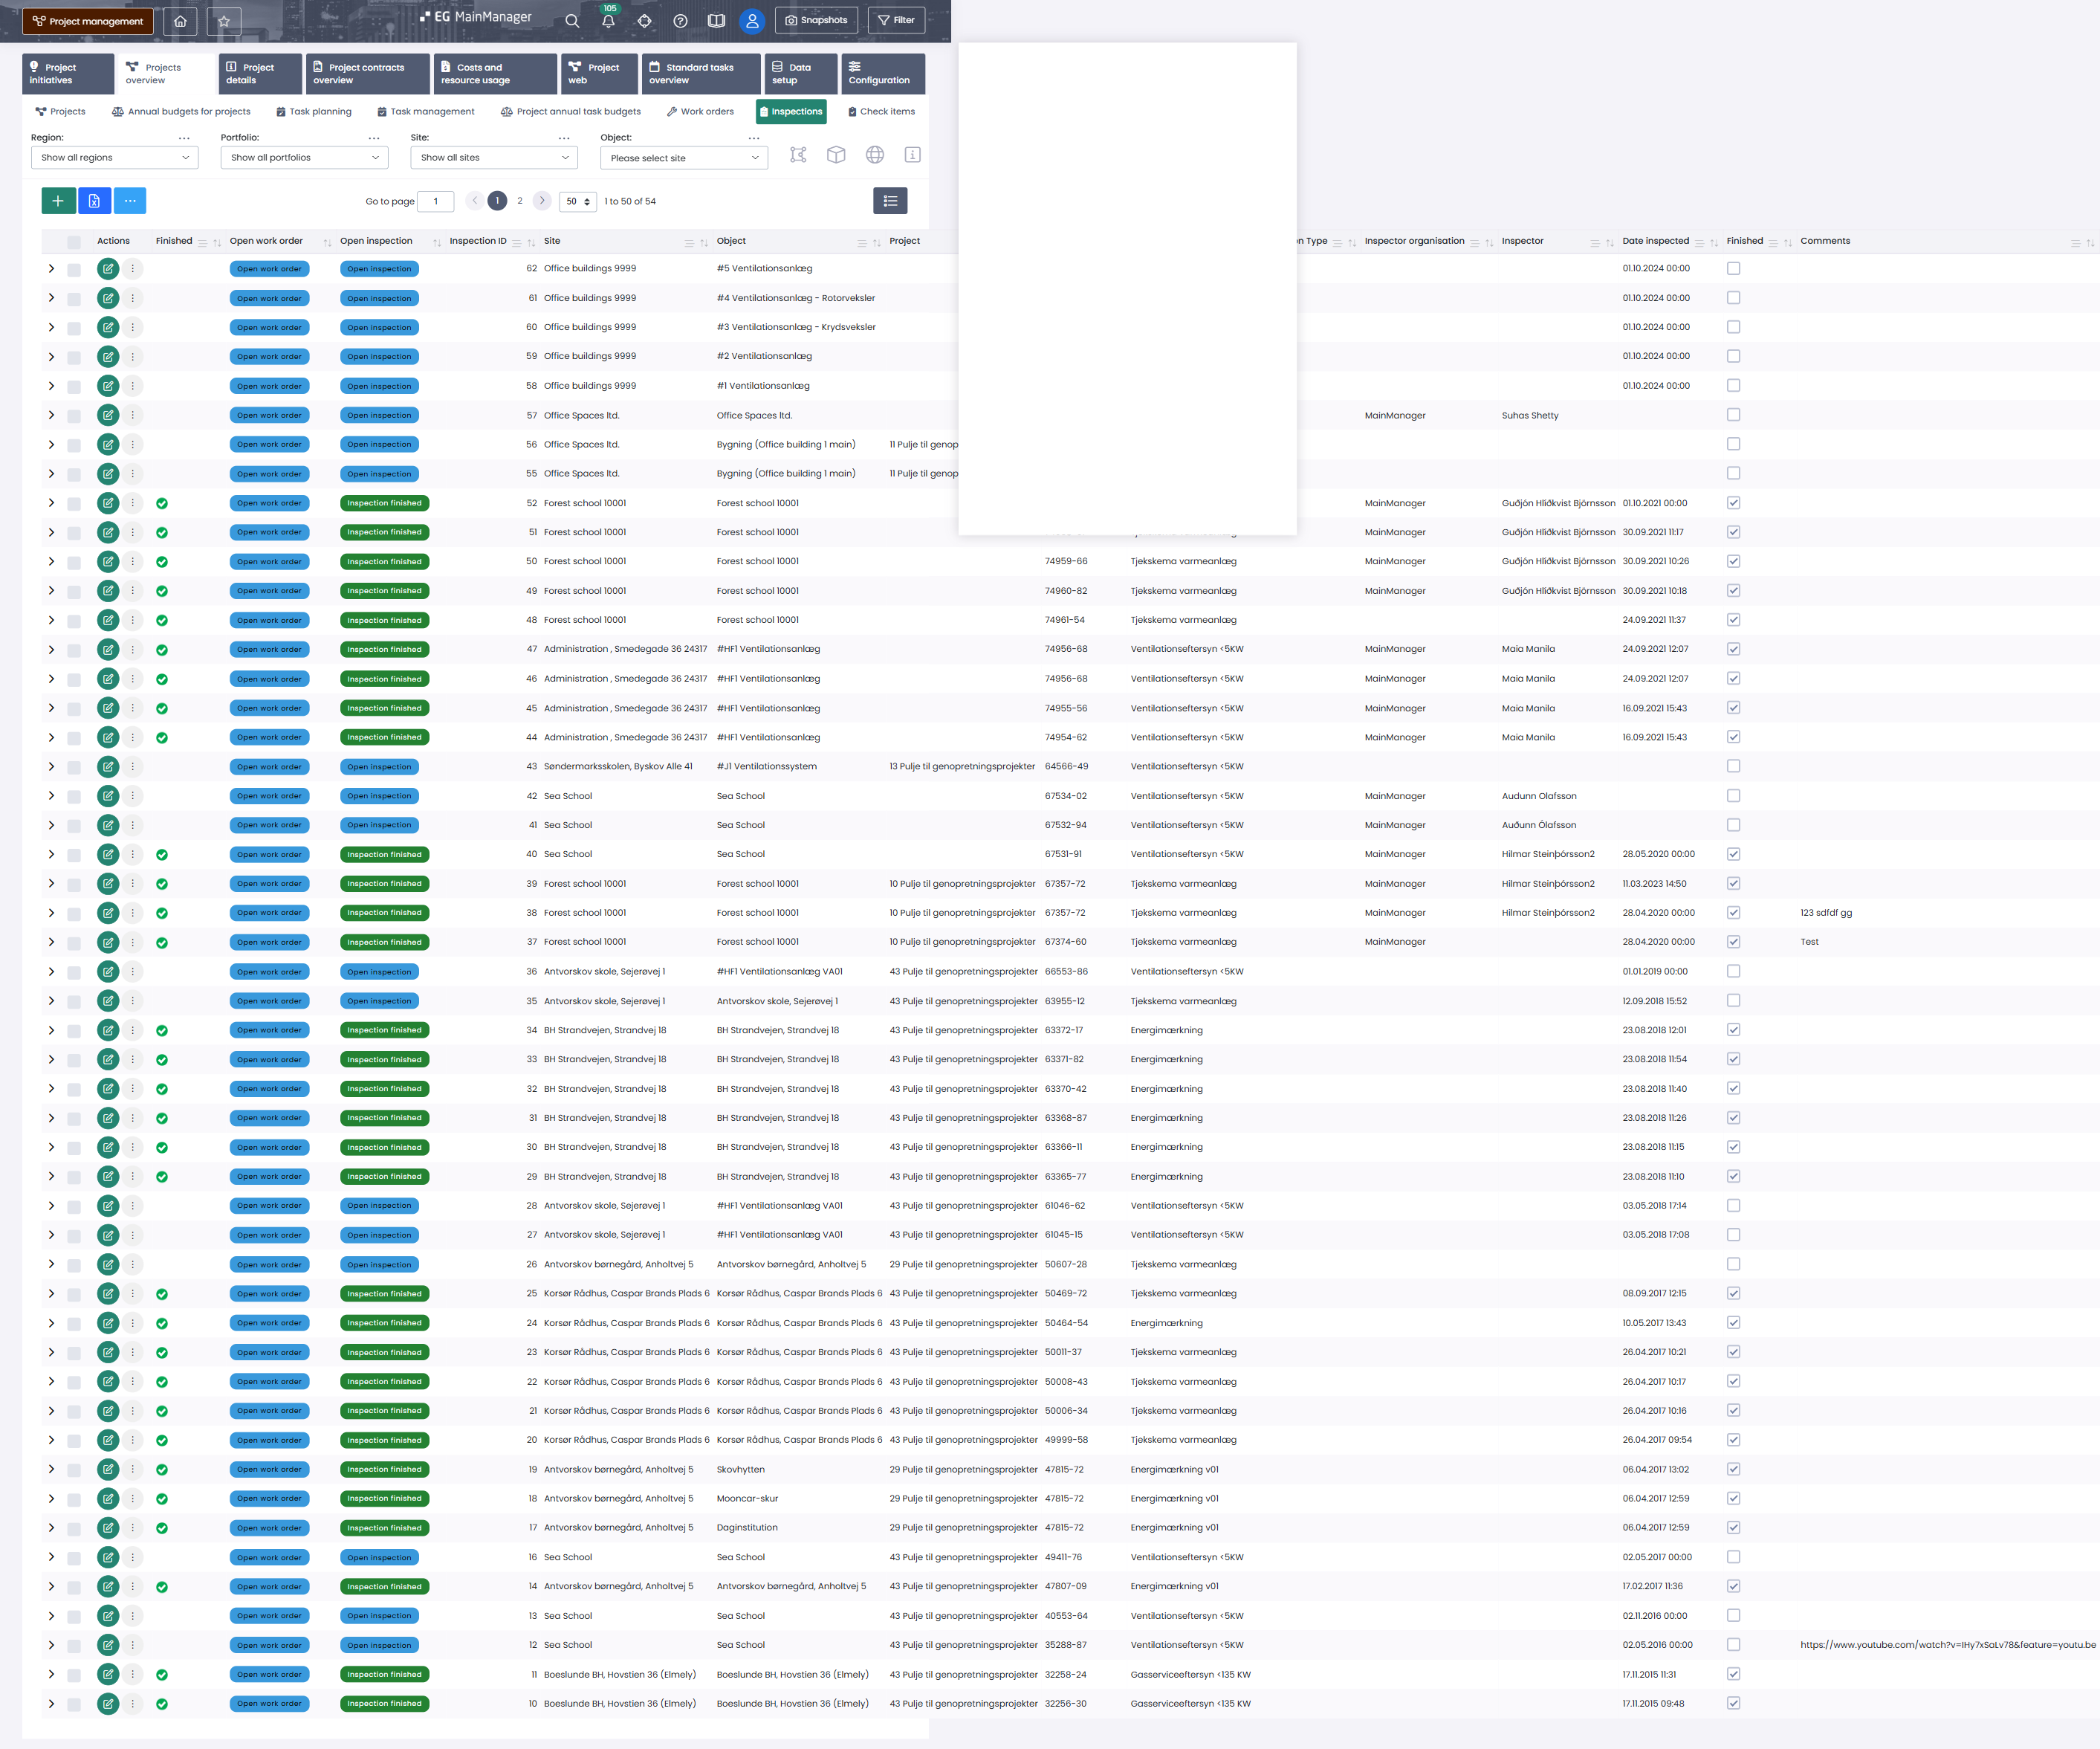 Project management
EG MainManager
105
Snapshots
Filter
Project initiatives
Projects overview
Project details
Project contracts overview
Costs and resource usage
Project web
Standard tasks overview
Data setup
Configuration
Projects Annual budgets for projects Task planning Task management Project annual task budgets Work orders Inspections Check items
Region: ... Portfolio: ... Site: ... Object: ...
Show all regions Show all portfolios Show all sites Please select site
Go to page 1 1 2 50 1 to 50 of 54
Actions Finished Open work order Open inspection Inspection ID Site Object Project n Type Inspector organisation Inspector Date inspected Finished Comments
Open work order Open inspection 62 Office buildings 9999 #5 Ventilationsanlæg 01.10.2024 00:00
Open work order Open inspection 61 Office buildings 9999 #4 Ventilationsanlæg - Rotorveksler 01.10.2024 00:00
Open work order Open inspection 60 Office buildings 9999 #3 Ventilationsanlæg - Krydsveksler 01.10.2024 00:00
Open work order Open inspection 59 Office buildings 9999 #2 Ventilationsanlæg 01.10.2024 00:00
Open work order Open inspection 58 Office buildings 9999 #1 Ventilationsanlæg 01.10.2024 00:00
Open work order Open inspection 57 Office Spaces ltd. Office Spaces ltd. MainManager Suhas Shetty
Open work order Open inspection 56 Office Spaces ltd. Bygning (Office building 1 main) 11 Pulje til genop
Open work order Open inspection 55 Office Spaces ltd. Bygning (Office building 1 main) 11 Pulje til genop
Open work order Inspection finished 52 Forest school 10001 Forest school 10001 MainManager Guðjón Hlíðkvist Björnsson 01.10.2021 00:00
Open work order Inspection finished 51 Forest school 10001 Forest school 10001 MainManager Guðjón Hlíðkvist Björnsson 30.09.2021 11:17
Open work order Inspection finished 50 Forest school 10001 Forest school 10001 74959-66 Tjekskema varmeanlæg MainManager Guðjón Hlíðkvist Björnsson 30.09.2021 10:26
Open work order Inspection finished 49 Forest school 10001 Forest school 10001 74960-82 Tjekskema varmeanlæg MainManager Guðjón Hlíðkvist Björnsson 30.09.2021 10:18
Open work order Inspection finished 48 Forest school 10001 Forest school 10001 74961-54 Tjekskema varmeanlæg 24.09.2021 11:37
Open work order Inspection finished 47 Administration , Smedegade 36 24317 #HF1 Ventilationsanlæg 74956-68 Ventilationseftersyn <5KW MainManager Maia Manila 24.09.2021 12:07
Open work order Inspection finished 46 Administration , Smedegade 36 24317 #HF1 Ventilationsanlæg 74956-68 Ventilationseftersyn <5KW MainManager Maia Manila 24.09.2021 12:07
Open work order Inspection finished 45 Administration , Smedegade 36 24317 #HF1 Ventilationsanlæg 74955-56 Ventilationseftersyn <5KW MainManager Maia Manila 16.09.2021 15:43
Open work order Inspection finished 44 Administration , Smedegade 36 24317 #HF1 Ventilationsanlæg 74954-62 Ventilationseftersyn <5KW MainManager Maia Manila 16.09.2021 15:43
Open work order Open inspection 43 Søndermarksskolen, Byskov Alle 41 #J1 Ventilationssystem 13 Pulje til genopretningsprojekter 64566-49 Ventilationseftersyn <5KW
Open work order Open inspection 42 Sea School Sea School 67534-02 Ventilationseftersyn <5KW MainManager Audunn Olafsson
Open work order Open inspection 41 Sea School Sea School 67532-94 Ventilationseftersyn <5KW MainManager Auðunn Ólafsson
Open work order Inspection finished 40 Sea School Sea School 67531-91 Ventilationseftersyn <5KW MainManager Hilmar Steinþórsson2 28.05.2020 00:00
Open work order Inspection finished 39 Forest school 10001 Forest school 10001 10 Pulje til genopretningsprojekter 67357-72 Tjekskema varmeanlæg MainManager Hilmar Steinþórsson2 11.03.2023 14:50
Open work order Inspection finished 38 Forest school 10001 Forest school 10001 10 Pulje til genopretningsprojekter 67357-72 Tjekskema varmeanlæg MainManager Hilmar Steinþórsson2 28.04.2020 00:00 123 sdfdf gg
Open work order Inspection finished 37 Forest school 10001 Forest school 10001 10 Pulje til genopretningsprojekter 67374-60 Tjekskema varmeanlæg MainManager 28.04.2020 00:00 Test
Open work order Open inspection 36 Antvorskov skole, Sejerøvej 1 #HF1 Ventilationsanlæg VA01 43 Pulje til genopretningsprojekter 66553-86 Ventilationseftersyn <5KW 01.01.2019 00:00
Open work order Open inspection 35 Antvorskov skole, Sejerøvej 1 Antvorskov skole, Sejerøvej 1 43 Pulje til genopretningsprojekter 63955-12 Tjekskema varmeanlæg 12.09.2018 15:52
Open work order Inspection finished 34 BH Strandvejen, Strandvej 18 BH Strandvejen, Strandvej 18 43 Pulje til genopretningsprojekter 63372-17 Energimærkning 23.08.2018 12:01
Open work order Inspection finished 33 BH Strandvejen, Strandvej 18 BH Strandvejen, Strandvej 18 43 Pulje til genopretningsprojekter 63371-82 Energimærkning 23.08.2018 11:54
Open work order Inspection finished 32 BH Strandvejen, Strandvej 18 BH Strandvejen, Strandvej 18 43 Pulje til genopretningsprojekter 63370-42 Energimærkning 23.08.2018 11:40
Open work order Inspection finished 31 BH Strandvejen, Strandvej 18 BH Strandvejen, Strandvej 18 43 Pulje til genopretningsprojekter 63368-87 Energimærkning 23.08.2018 11:26
Open work order Inspection finished 30 BH Strandvejen, Strandvej 18 BH Strandvejen, Strandvej 18 43 Pulje til genopretningsprojekter 63366-11 Energimærkning 23.08.2018 11:15
Open work order Inspection finished 29 BH Strandvejen, Strandvej 18 BH Strandvejen, Strandvej 18 43 Pulje til genopretningsprojekter 63365-77 Energimærkning 23.08.2018 11:10
Open work order Open inspection 28 Antvorskov skole, Sejerøvej 1 #HF1 Ventilationsanlæg VA01 43 Pulje til genopretningsprojekter 61046-62 Ventilationseftersyn <5KW 03.05.2018 17:14
Open work order Open inspection 27 Antvorskov skole, Sejerøvej 1 #HF1 Ventilationsanlæg VA01 43 Pulje til genopretningsprojekter 61045-15 Ventilationseftersyn <5KW 03.05.2018 17:08
Open work order Open inspection 26 Antvorskov børnegård, Anholtvej 5 Antvorskov børnegård, Anholtvej 5 29 Pulje til genopretningsprojekter 50607-28 Tjekskema varmeanlæg
Open work order Inspection finished 25 Korsør Rådhus, Caspar Brands Plads 6 Korsør Rådhus, Caspar Brands Plads 6 43 Pulje til genopretningsprojekter 50469-72 Tjekskema varmeanlæg 08.09.2017 12:15
Open work order Inspection finished 24 Korsør Rådhus, Caspar Brands Plads 6 Korsør Rådhus, Caspar Brands Plads 6 43 Pulje til genopretningsprojekter 50464-54 Energimærkning 10.05.2017 13:43
Open work order Inspection finished 23 Korsør Rådhus, Caspar Brands Plads 6 Korsør Rådhus, Caspar Brands Plads 6 43 Pulje til genopretningsprojekter 50011-37 Tjekskema varmeanlæg 26.04.2017 10:21
Open work order Inspection finished 22 Korsør Rådhus, Caspar Brands Plads 6 Korsør Rådhus, Caspar Brands Plads 6 43 Pulje til genopretningsprojekter 50008-43 Tjekskema varmeanlæg 26.04.2017 10:17
Open work order Inspection finished 21 Korsør Rådhus, Caspar Brands Plads 6 Korsør Rådhus, Caspar Brands Plads 6 43 Pulje til genopretningsprojekter 50006-34 Tjekskema varmeanlæg 26.04.2017 10:16
Open work order Inspection finished 20 Korsør Rådhus, Caspar Brands Plads 6 Korsør Rådhus, Caspar Brands Plads 6 43 Pulje til genopretningsprojekter 49999-58 Tjekskema varmeanlæg 26.04.2017 09:54
Open work order Inspection finished 19 Antvorskov børnegård, Anholtvej 5 Skovhytten 29 Pulje til genopretningsprojekter 47815-72 Energimærkning v01 06.04.2017 13:02
Open work order Inspection finished 18 Antvorskov børnegård, Anholtvej 5 Mooncar-skur 29 Pulje til genopretningsprojekter 47815-72 Energimærkning v01 06.04.2017 12:59
Open work order Inspection finished 17 Antvorskov børnegård, Anholtvej 5 Daginstitution 29 Pulje til genopretningsprojekter 47815-72 Energimærkning v01 06.04.2017 12:59
Open work order Open inspection 16 Sea School Sea School 43 Pulje til genopretningsprojekter 49411-76 Ventilationseftersyn <5KW 02.05.2017 00:00
Open work order Inspection finished 14 Antvorskov børnegård, Anholtvej 5 Antvorskov børnegård, Anholtvej 5 43 Pulje til genopretningsprojekter 47807-09 Energimærkning v01 17.02.2017 11:36
Open work order Open inspection 13 Sea School Sea School 43 Pulje til genopretningsprojekter 40553-64 Ventilationseftersyn <5KW 02.11.2016 00:00
Open work order Open inspection 12 Sea School Sea School 43 Pulje til genopretningsprojekter 35288-87 Ventilationseftersyn <5KW 02.05.2016 00:00 https://www.youtube.com/watch?v=IHy7xSaLv78&feature=youtu.be
Open work order Inspection finished 11 Boeslunde BH, Hovstien 36 (Elmely) Boeslunde BH, Hovstien 36 (Elmely) 43 Pulje til genopretningsprojekter 32258-24 Gasserviceeftersyn <135 KW 17.11.2015 11:31
Open work order Inspection finished 10 Boeslunde BH, Hovstien 36 (Elmely) Boeslunde BH, Hovstien 36 (Elmely) 43 Pulje til genopretningsprojekter 32256-30 Gasserviceeftersyn <135 KW 17.11.2015 09:48